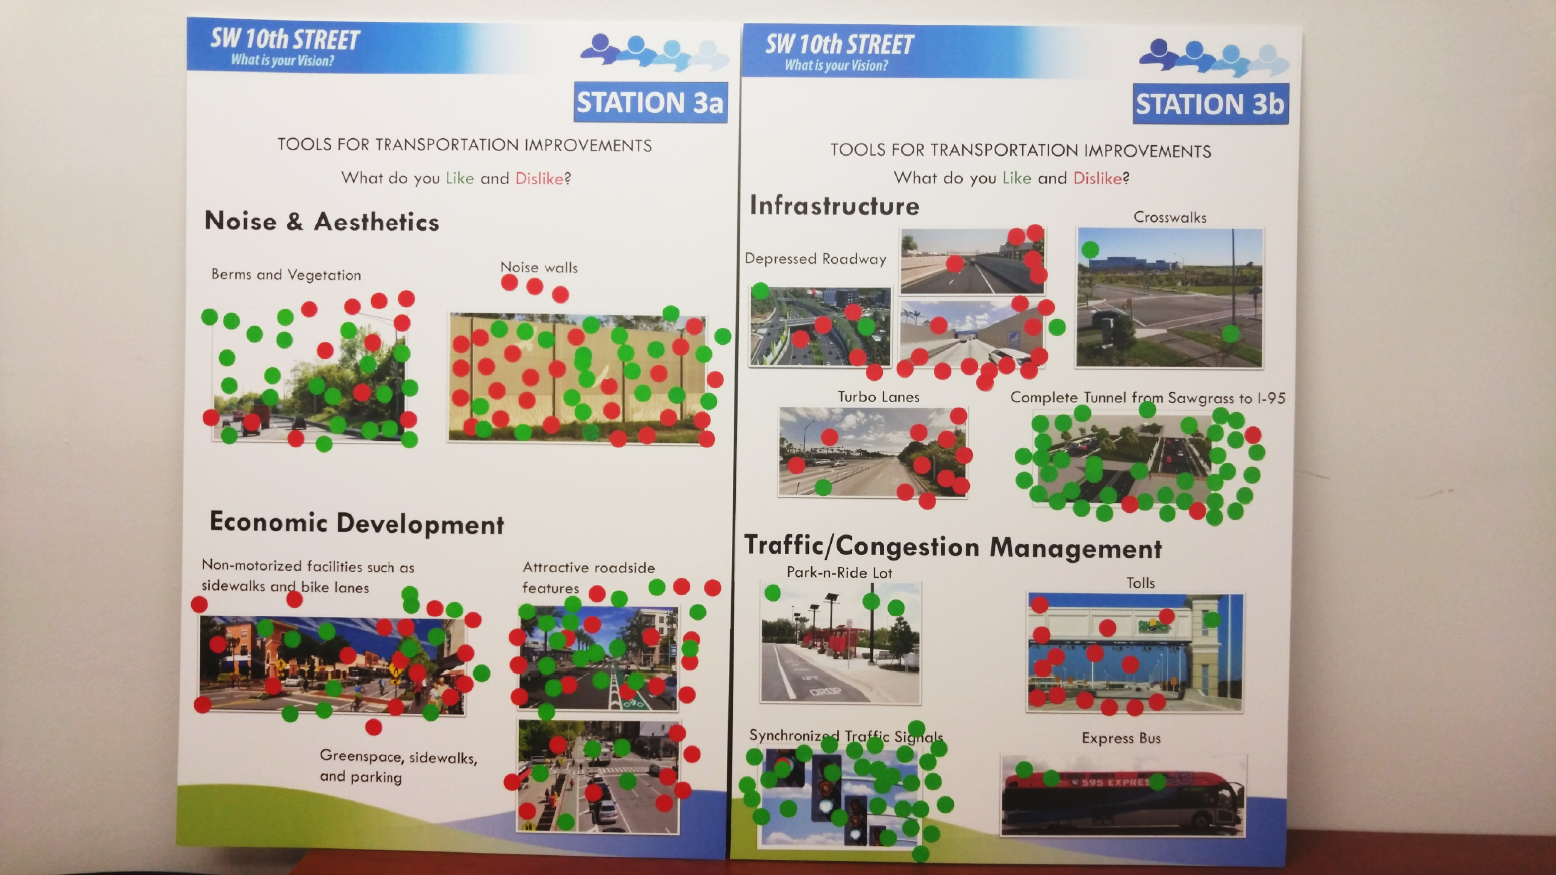 SW 10th STREET
What is your Vision?
STATION 3a
TOOLS FOR TRANSPORTATION IMPROVEMENTS
What do you Like and Dislike?
Noise & Aesthetics
Berms and Vegetation
Noise walls
Economic Development
Non-motorized facilities such as
sidewalks and bike lanes
Attractive roadside
features
Greenspace, sidewalks,
and parking
SW 10th STREET
What is your Vision?
STATION 3b
TOOLS FOR TRANSPORTATION IMPROVEMENTS
What do you Like and Dislike?
Infrastructure
Depressed Roadway
Crosswalks
Turbo Lanes
Complete Tunnel from Sawgrass to I-95
Traffic/Congestion Management
Park-n-Ride Lot
Tolls
DROP
Synchronized Traffic Signals
Express Bus
595 EXPRESS